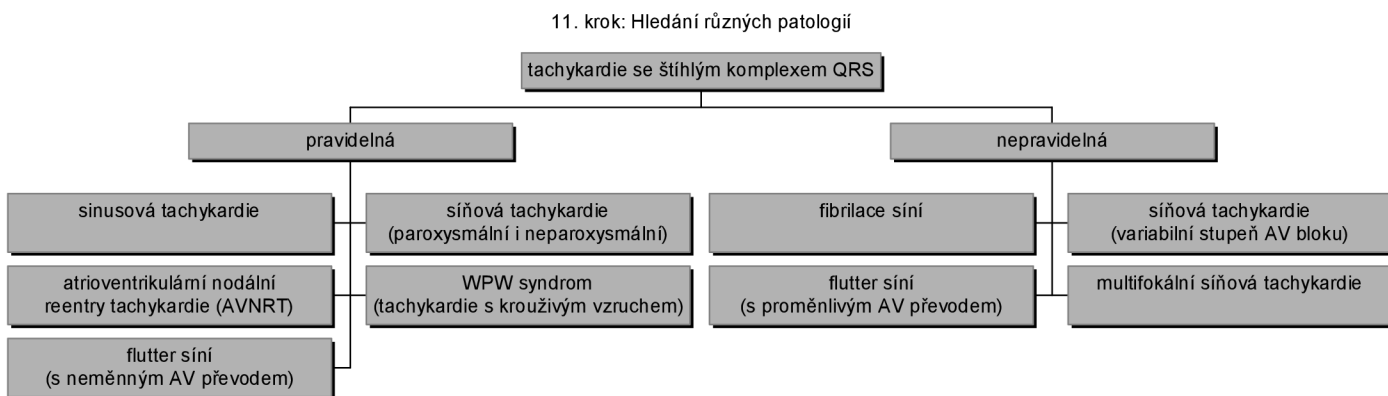 11. krok: Hledání různých patologií
tachykardie se štíhlým komplexem QRS
pravidelná
nepravidelná
sinusová tachykardie
síňová tachykardie
(paroxysmální i neparoxysmální)
fibrilace síní
síňová tachykardie
(variabilní stupeň AV bloku)
atrioventrikulární nodální
reentry tachykardie (AVNRT)
WPW syndrom
(tachykardie s krouživým vzruchem)
flutter síní
(s proměnlivým AV převodem)
multifokální síňová tachykardie
flutter síní
(s neměnným AV převodem)